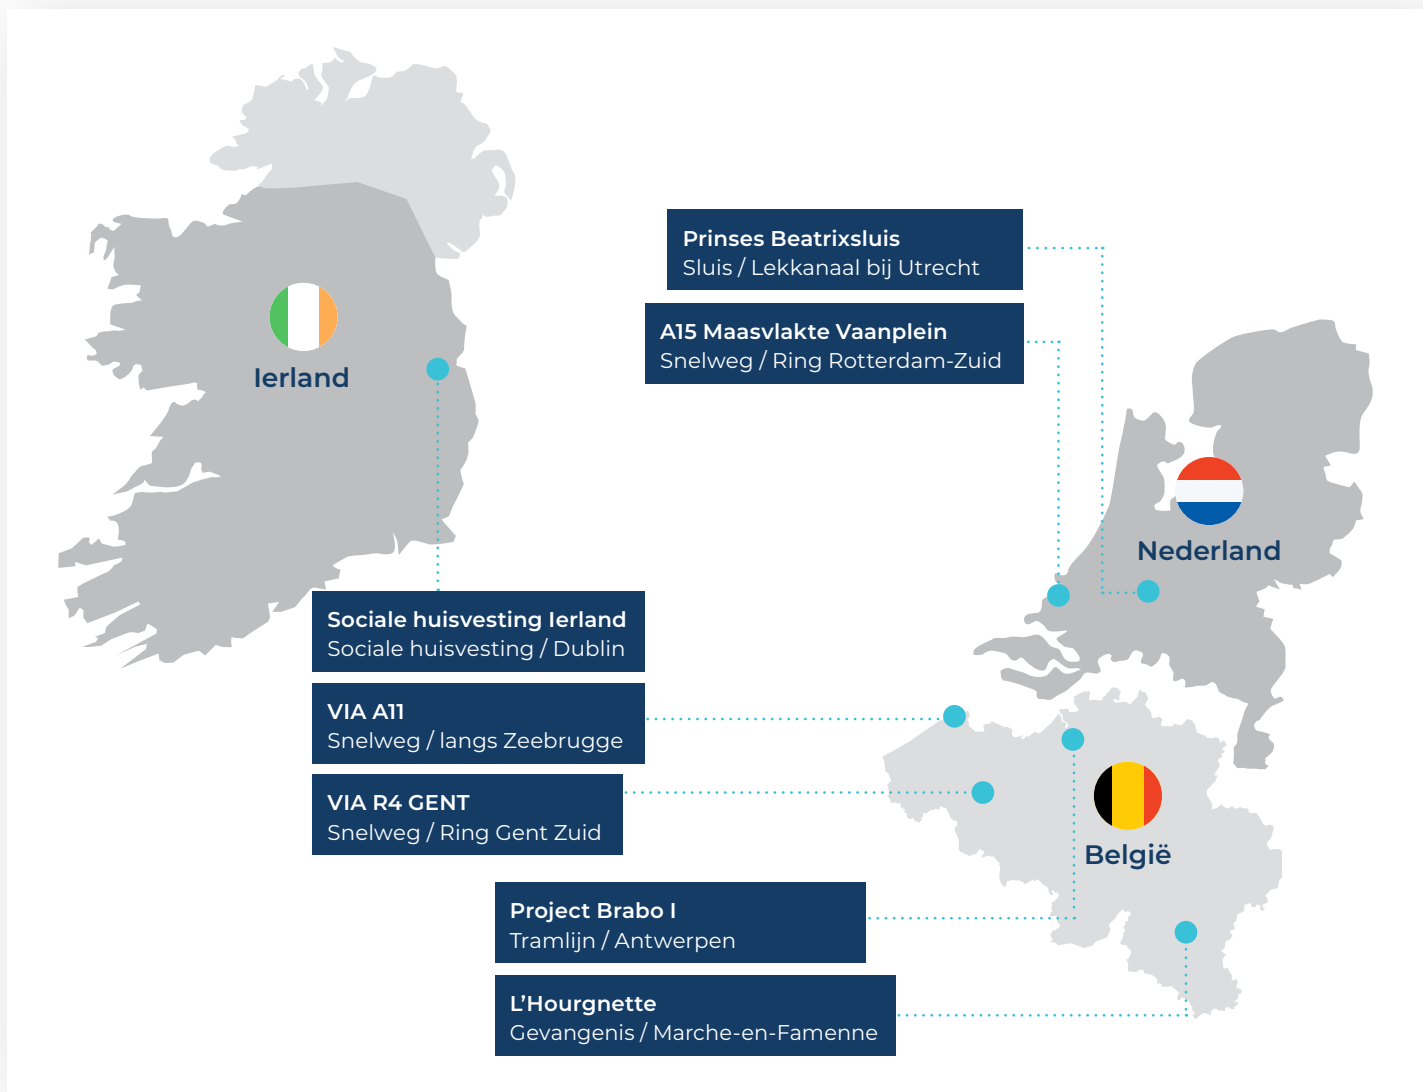 Prinses Beatrixsluis
Sluis / Lekkanaal bij Utrecht
A15 Maasvlakte Vaanplein
Snelweg / Ring Rotterdam-Zuid
Ierland
Nederland
Sociale huisvesting Ierland
Sociale huisvesting / Dublin
VIA A11
Snelweg / langs Zeebrugge
VIA R4 GENT
Snelweg / Ring Gent Zuid
België
Project Brabo I
Tramlijn / Antwerpen
L’Hourgnette
Gevangenis / Marche-en-Famenne